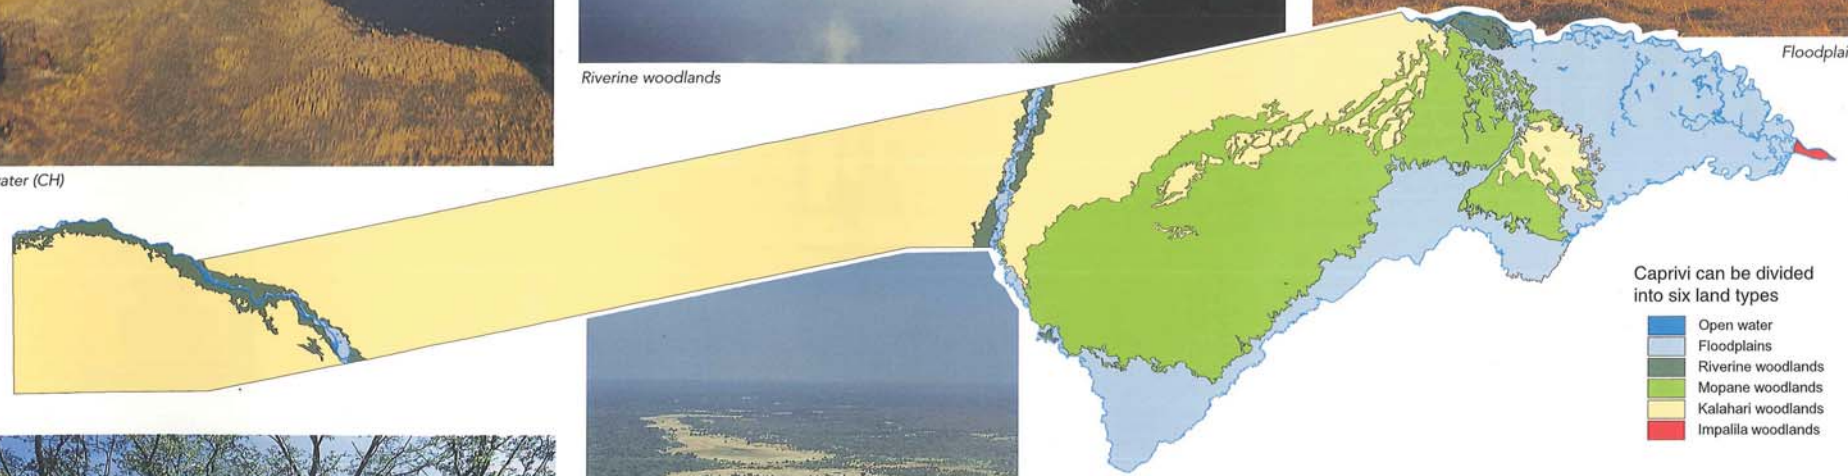 Riverine woodlands
Floodplai
ater (CH)
Caprivi can be divided
into six land types
Open water
Floodplains
Riverine woodlands
Mopane woodlands
Kalahari woodlands
Impalila woodlands